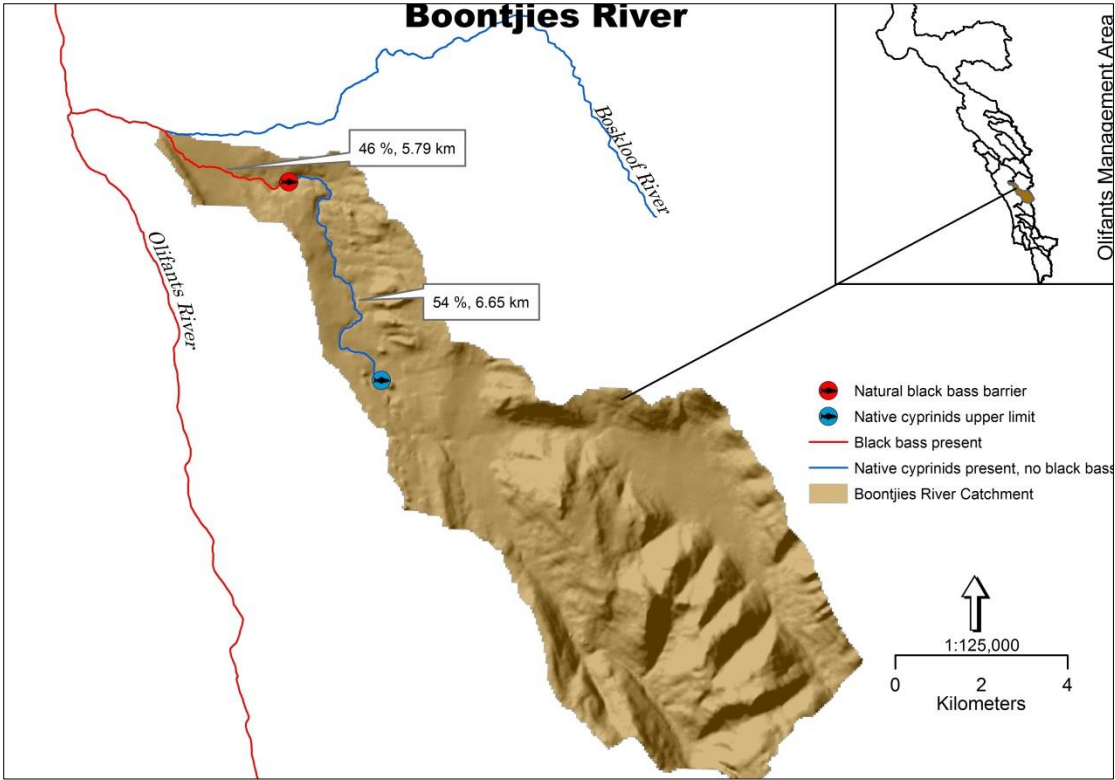 Boontjies River
Olifants Management Area
46 %, 5.79 km
Boskloof River
Olifants River
54 %, 6.65 km
Natural black bass barrier
Native cyprinids upper limit
Black bass present
Native cyprinids present, no black bass
Boontjies River Catchment
1:125,000
0 2 4
Kilometers